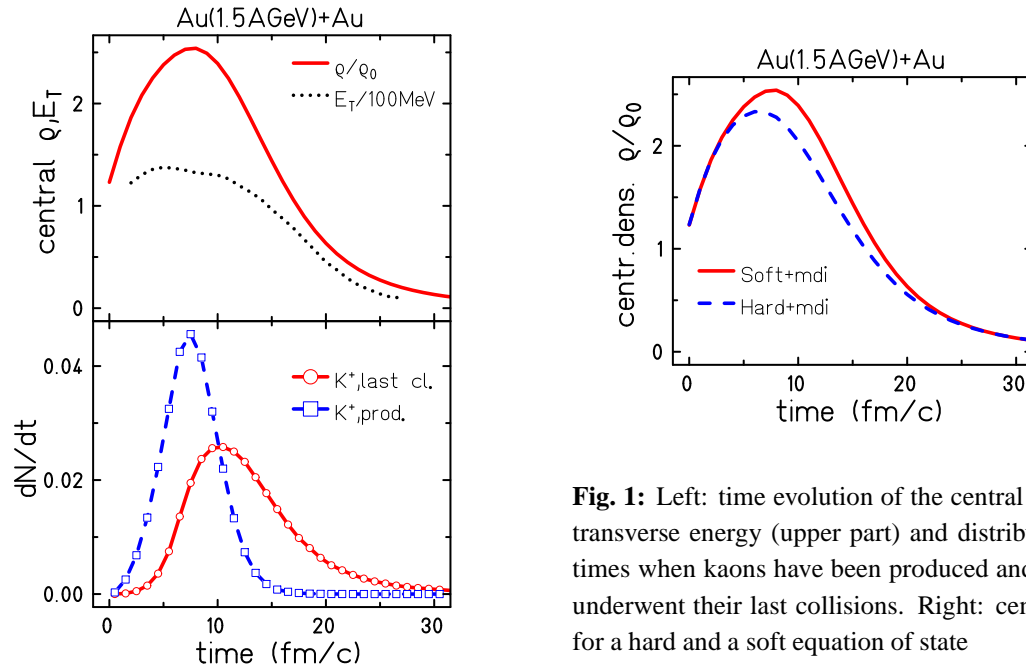 Au(1.5AGeV)+Au
ϱ/ϱ₀
E_T/100MeV
central ϱ,E_T
2
1
0
K⁺,last cl.
K⁺,prod.
dN/dt
0.04
0.02
0.00
0 10 20 30
time (fm/c)
Au(1.5AGeV)+Au
centr.dens. ϱ/ϱ₀
2
1
0
Soft+mdi
Hard+mdi
0 10 20 30
time (fm/c)
Fig. 1: Left: time evolution of the central
transverse energy (upper part) and distrib
times when kaons have been produced and
underwent their last collisions. Right: cen
for a hard and a soft equation of state